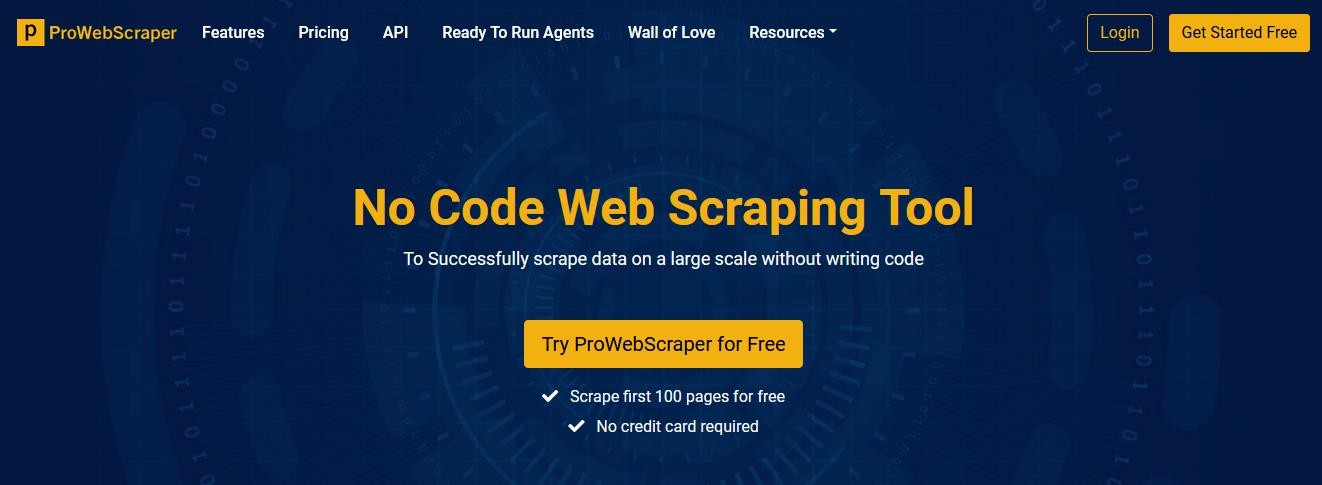 p ProWebScraper Features Pricing API Ready To Run Agents Wall of Love Resources Login Get Started Free
No Code Web Scraping Tool
To Successfully scrape data on a large scale without writing code
Try ProWebScraper for Free
Scrape first 100 pages for free
No credit card required